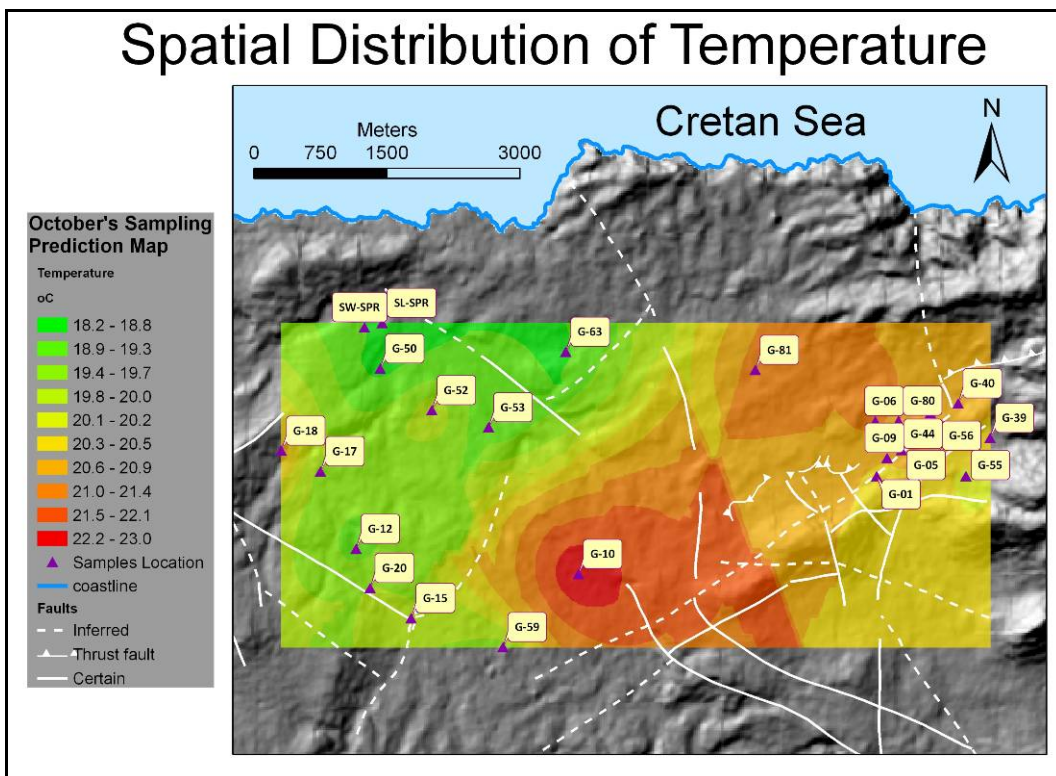 Spatial Distribution of Temperature
Cretan Sea
N
Meters
0 750 1500 3000
October's Sampling
Prediction Map
Temperature
oC
18.2 - 18.8
18.9 - 19.3
19.4 - 19.7
19.8 - 20.0
20.1 - 20.2
20.3 - 20.5
20.6 - 20.9
21.0 - 21.4
21.5 - 22.1
22.2 - 23.0
Samples Location
coastline
Faults
Inferred
Thrust fault
Certain
SW-SPR
SL-SPR
G-50
G-63
G-81
G-52
G-53
G-06
G-80
G-40
G-18
G-17
G-09
G-44
G-56
G-39
G-05
G-55
G-01
G-12
G-10
G-20
G-15
G-59